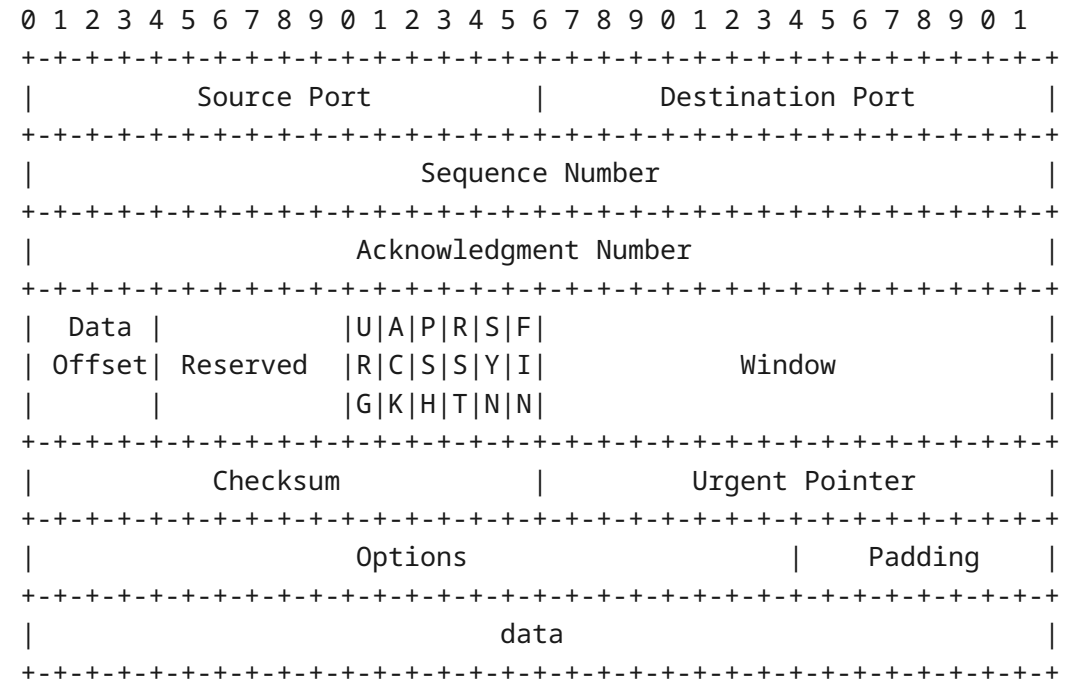 0 1 2 3 4 5 6 7 8 9 0 1 2 3 4 5 6 7 8 9 0 1 2 3 4 5 6 7 8 9 0 1
+-+-+-+-+-+-+-+-+-+-+-+-+-+-+-+-+-+-+-+-+-+-+-+-+-+-+-+-+-+-+-+-+
|          Source Port          |       Destination Port        |
+-+-+-+-+-+-+-+-+-+-+-+-+-+-+-+-+-+-+-+-+-+-+-+-+-+-+-+-+-+-+-+-+
|                        Sequence Number                        |
+-+-+-+-+-+-+-+-+-+-+-+-+-+-+-+-+-+-+-+-+-+-+-+-+-+-+-+-+-+-+-+-+
|                    Acknowledgment Number                      |
+-+-+-+-+-+-+-+-+-+-+-+-+-+-+-+-+-+-+-+-+-+-+-+-+-+-+-+-+-+-+-+-+
|  Data |           |U|A|P|R|S|F|                               |
| Offset| Reserved  |R|C|S|S|Y|I|            Window             |
|       |           |G|K|H|T|N|N|                               |
+-+-+-+-+-+-+-+-+-+-+-+-+-+-+-+-+-+-+-+-+-+-+-+-+-+-+-+-+-+-+-+-+
|           Checksum            |         Urgent Pointer        |
+-+-+-+-+-+-+-+-+-+-+-+-+-+-+-+-+-+-+-+-+-+-+-+-+-+-+-+-+-+-+-+-+
|                    Options                    |    Padding    |
+-+-+-+-+-+-+-+-+-+-+-+-+-+-+-+-+-+-+-+-+-+-+-+-+-+-+-+-+-+-+-+-+
|                             data                              |
+-+-+-+-+-+-+-+-+-+-+-+-+-+-+-+-+-+-+-+-+-+-+-+-+-+-+-+-+-+-+-+-+